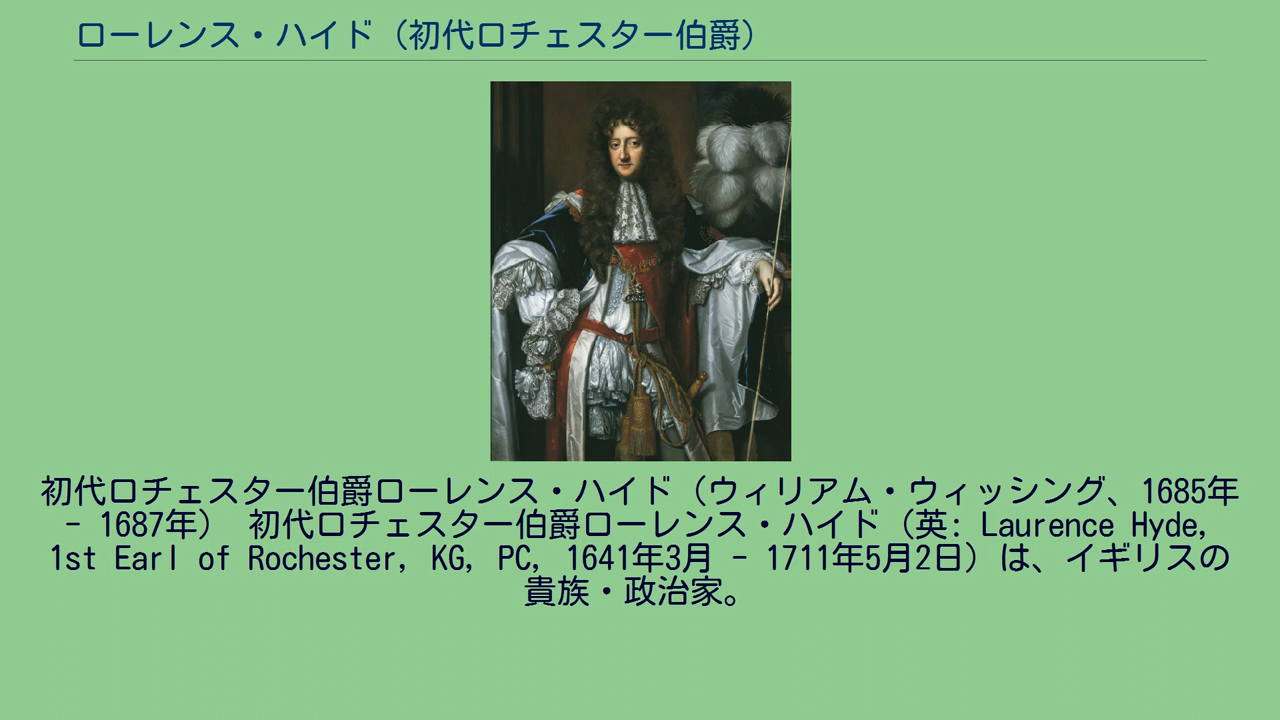 ローレンス・ハイド（初代ロチェスター伯爵）
初代ロチェスター伯爵ローレンス・ハイド（ウィリアム・ウィッシング、1685年
- 1687年） 初代ロチェスター伯爵ローレンス・ハイド（英: Laurence Hyde,
1st Earl of Rochester, KG, PC, 1641年3月 - 1711年5月2日）は、イギリスの
貴族・政治家。